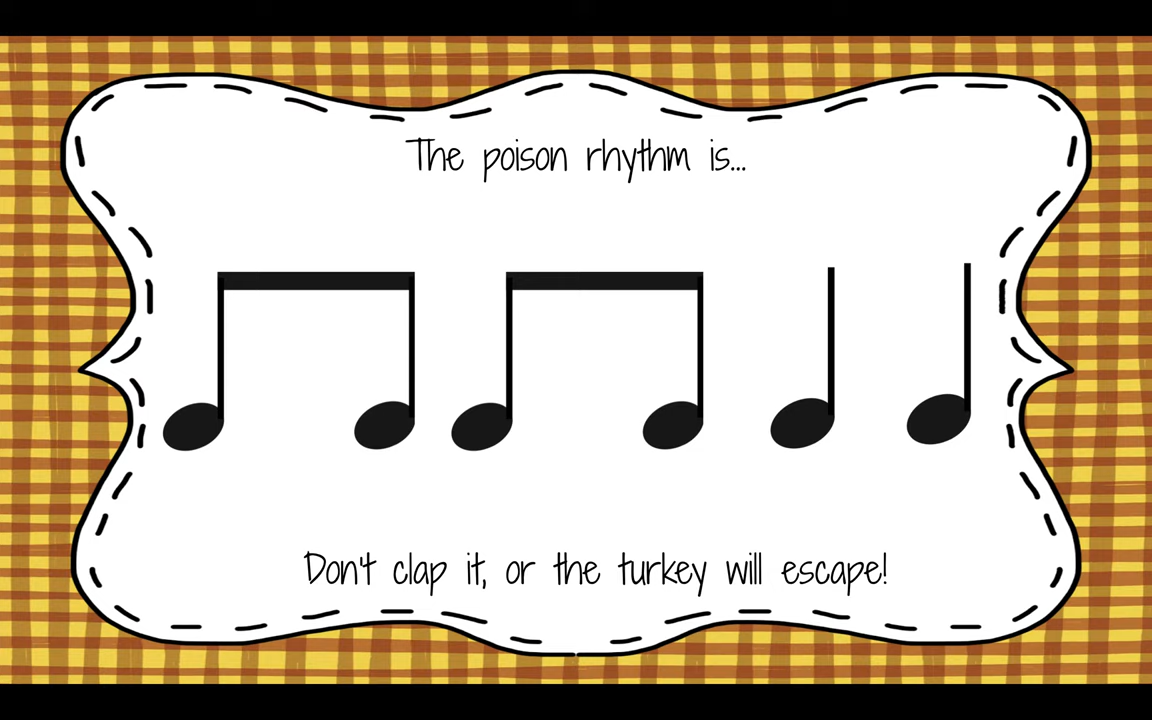 The poison rhythm is...
Don't clap it, or the turkey will escape!